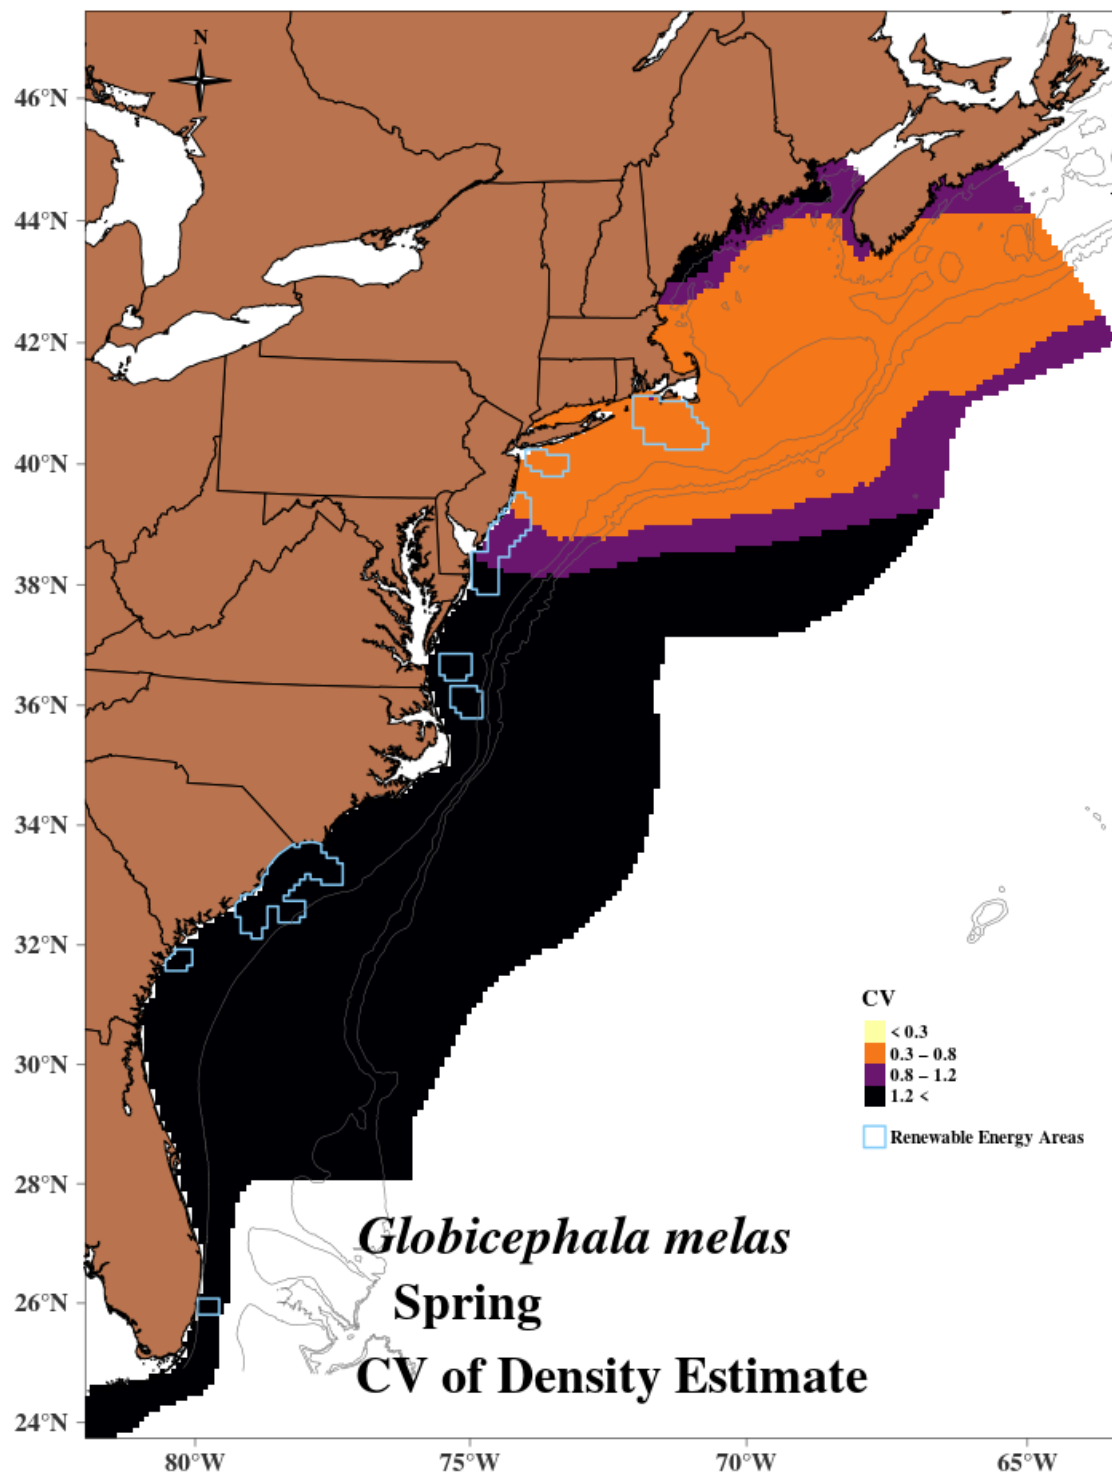 N
46°N
44°N
42°N
40°N
38°N
36°N
34°N
32°N
30°N
28°N
26°N
24°N
CV
< 0.3
0.3 – 0.8
0.8 – 1.2
1.2 <
Renewable Energy Areas
Globicephala melas
Spring
CV of Density Estimate
80°W
75°W
70°W
65°W